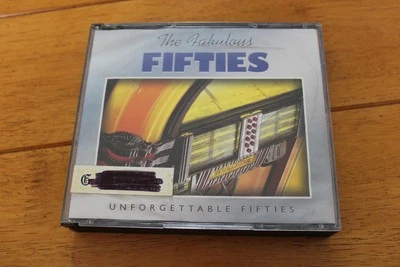 The Fabulous
FIFTIES
G
UNFORGETTABLE FIFTIES